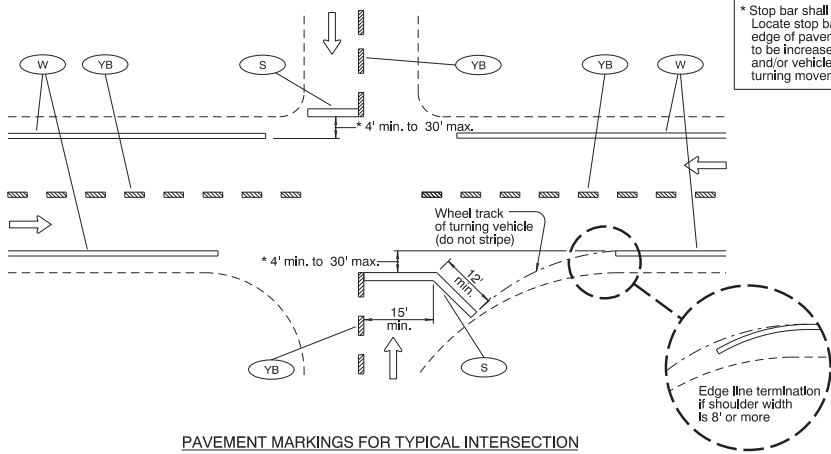 * Stop bar shall
Locate stop ba
edge of pavem
to be increase
and/or vehicle
turning movem
W
YB
S
YB
YB
W
* 4' min. to 30' max.
Wheel track
of turning vehicle
(do not stripe)
* 4' min. to 30' max.
12'
min.
15'
min.
YB
S
Edge line termination
if shoulder width
is 8' or more
PAVEMENT MARKINGS FOR TYPICAL INTERSECTION